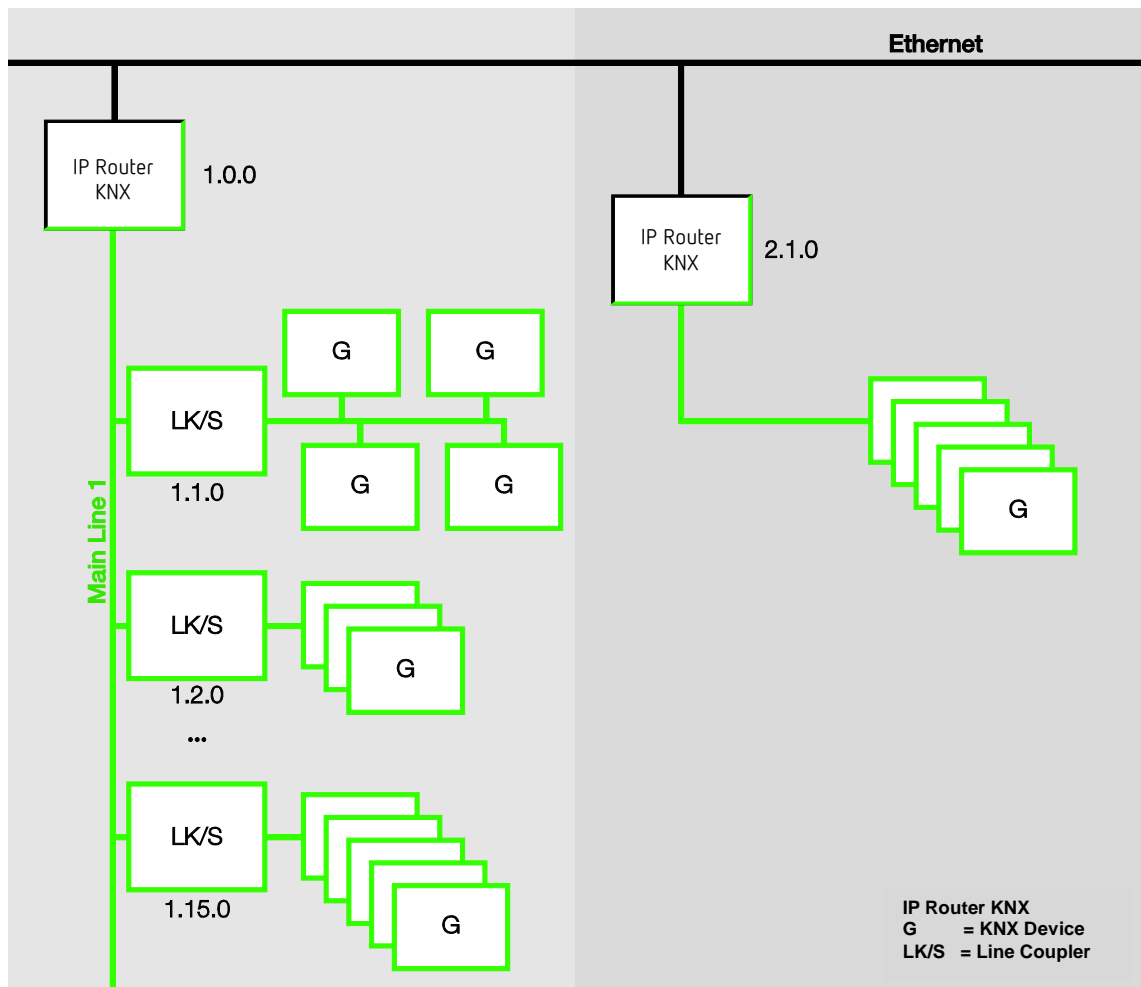 Ethernet
IP Router
KNX
1.0.0
IP Router
KNX
2.1.0
G
G
LK/S
G
G
1.1.0
Main Line 1
G
LK/S
G
1.2.0
...
LK/S
G
1.15.0
IP Router KNX
G = KNX Device
LK/S = Line Coupler